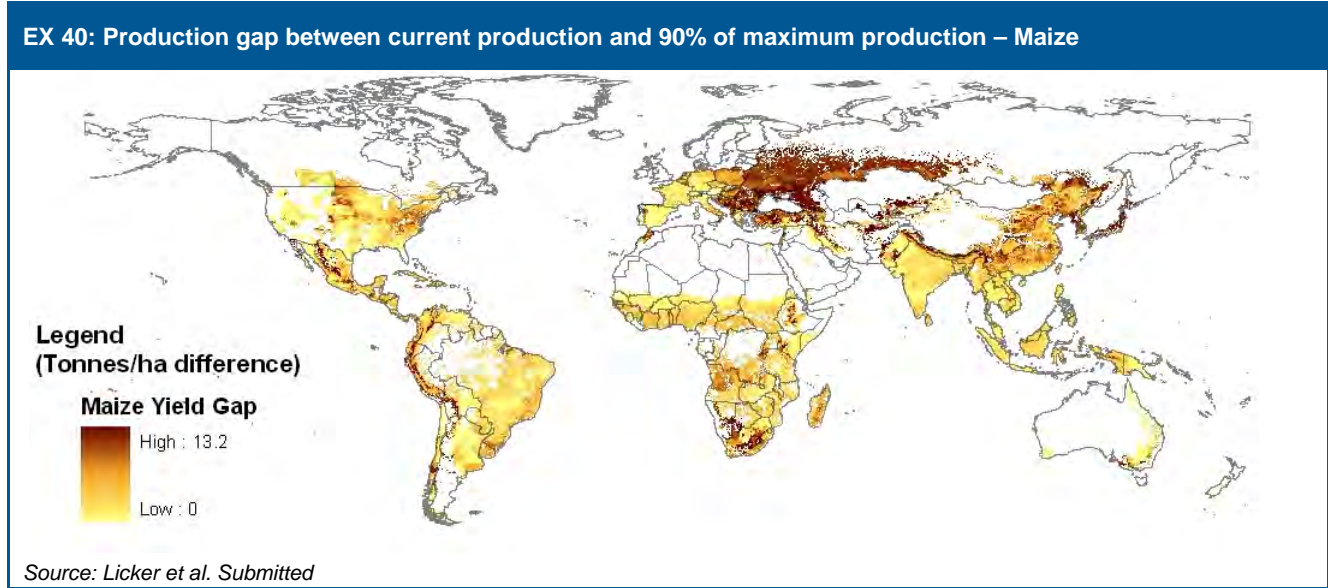 EX 40: Production gap between current production and 90% of maximum production – Maize
Legend
(Tonnes/ha difference)
Maize Yield Gap
High : 13.2
Low : 0
Source: Licker et al. Submitted